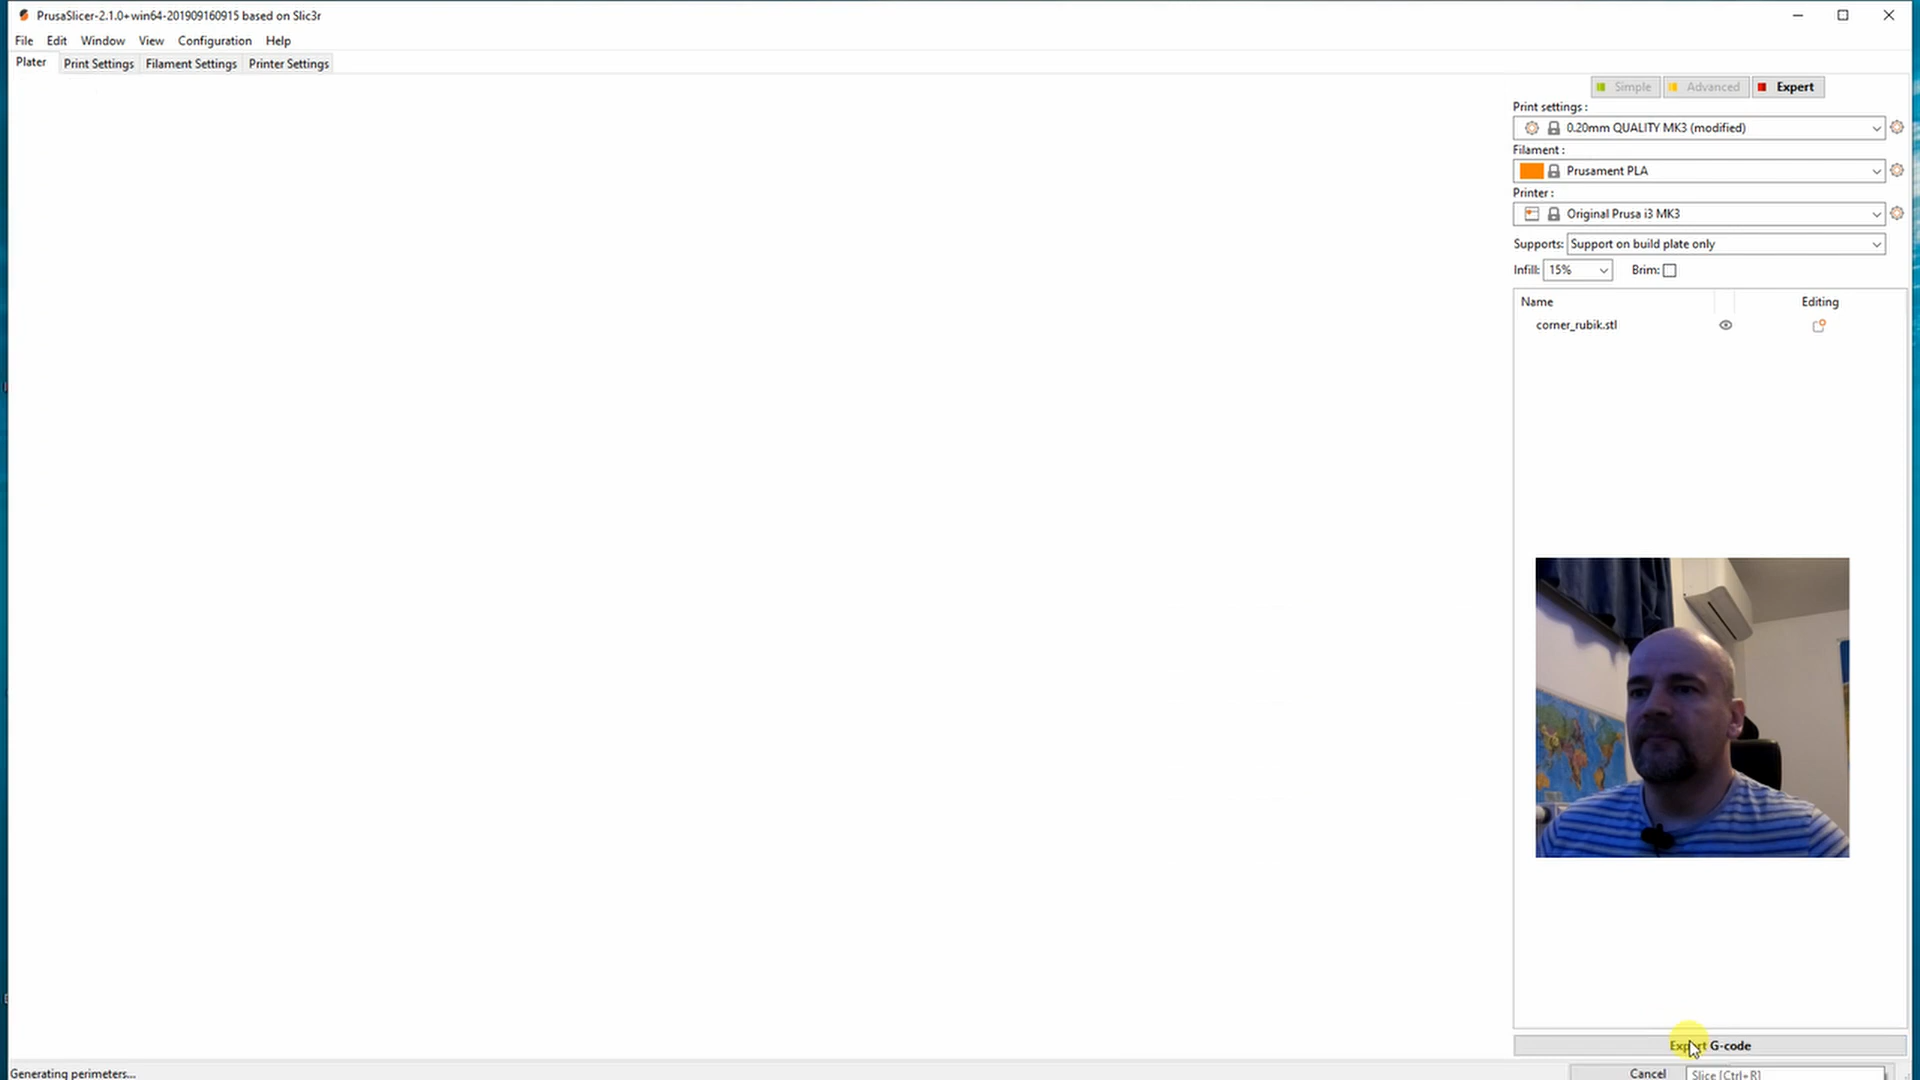 PrusaSlicer-2.1.0+win64-201909160915 based on Slic3r
File Edit Window View Configuration Help
Plater Print Settings Filament Settings Printer Settings
Simple Advanced Expert
Print settings :
0.20mm QUALITY MK3 (modified)
Filament :
Prusament PLA
Printer :
Original Prusa i3 MK3
Supports: Support on build plate only
Infill: 15% Brim:
Name Editing
corner_rubik.stl
Export G-code
Generating perimeters... Cancel Slice [Ctrl+R]